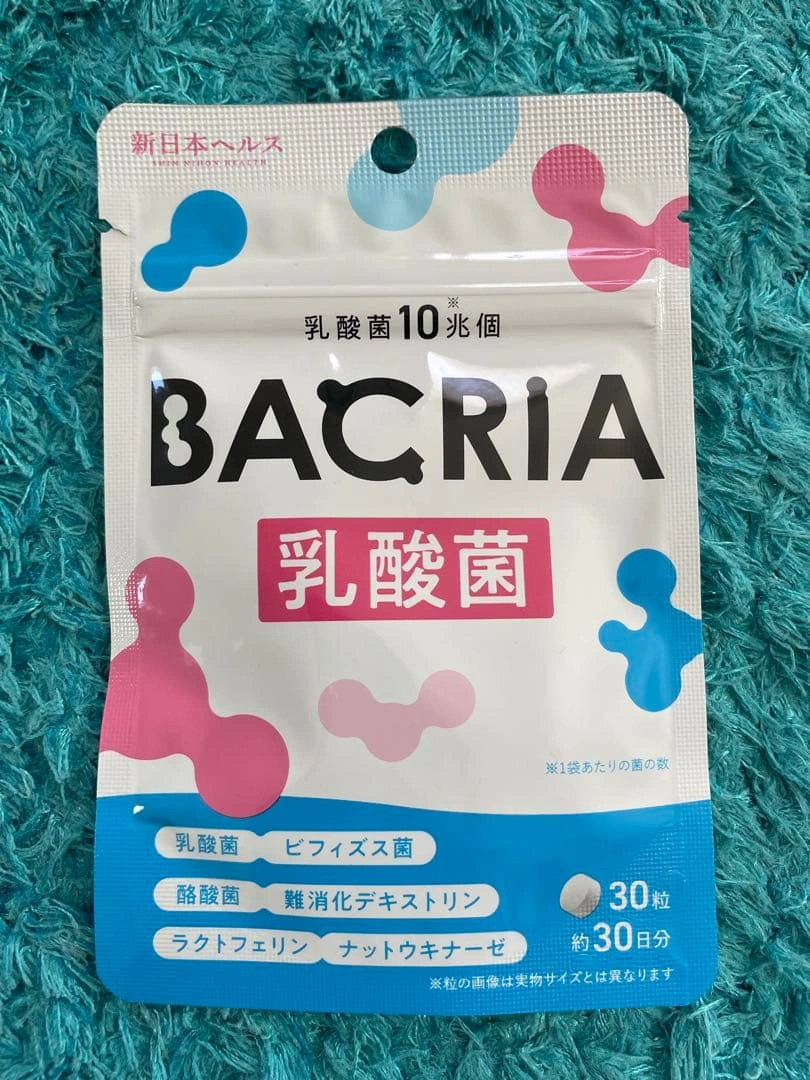 新日本ヘルス
SHIN NIHON HEALTH
乳酸菌10※兆個
BACRiA
乳酸菌
※1袋あたりの菌の数
乳酸菌 ビフィズス菌
酪酸菌 難消化デキストリン
ラクトフェリン ナットウキナーゼ
30粒
約30日分
※粒の画像は実物サイズとは異なります